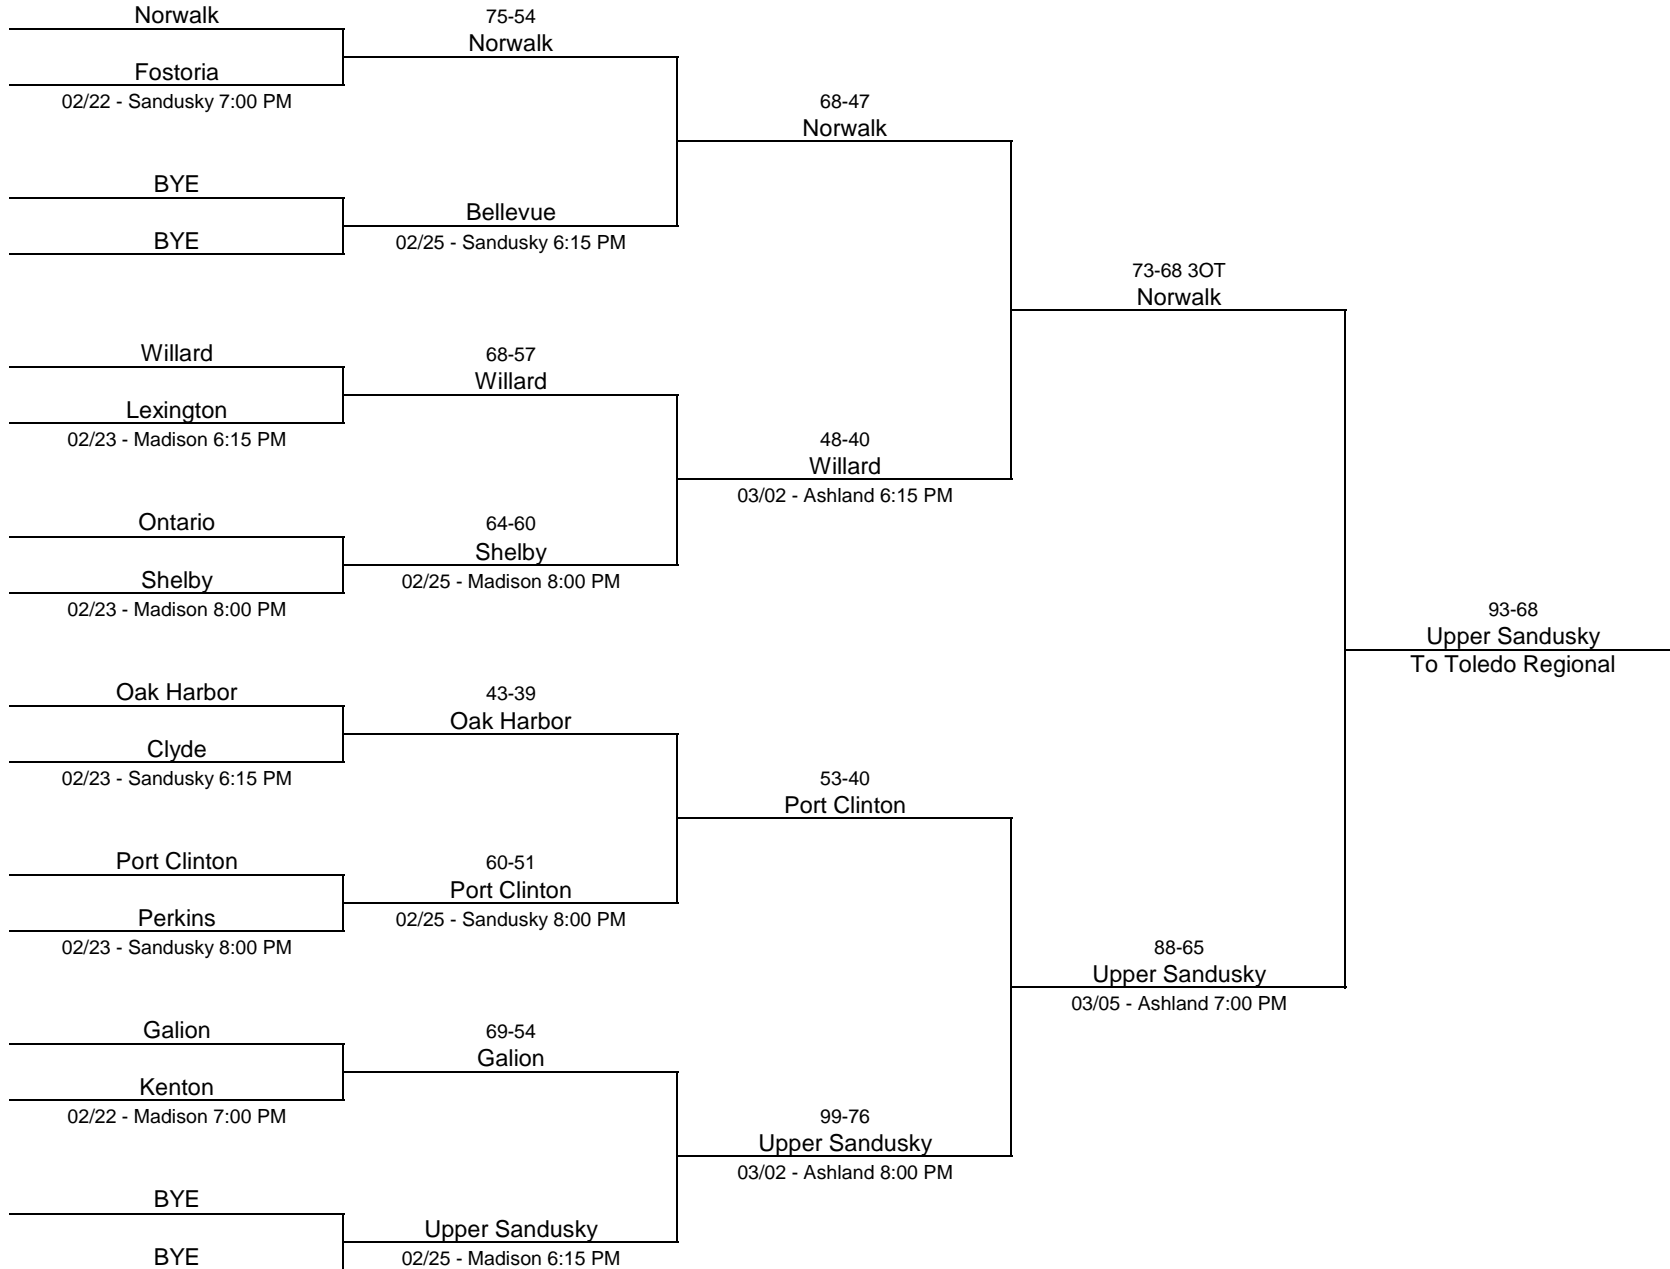 Norwalk
Fostoria
02/22 - Sandusky 7:00 PM
BYE
BYE
Willard
Lexington
02/23 - Madison 6:15 PM
Ontario
Shelby
02/23 - Madison 8:00 PM
Oak Harbor
Clyde
02/23 - Sandusky 6:15 PM
Port Clinton
Perkins
02/23 - Sandusky 8:00 PM
Galion
Kenton
02/22 - Madison 7:00 PM
BYE
BYE
75-54
Norwalk
Bellevue
02/25 - Sandusky 6:15 PM
68-57
Willard
64-60
Shelby
02/25 - Madison 8:00 PM
43-39
Oak Harbor
60-51
Port Clinton
02/25 - Sandusky 8:00 PM
69-54
Galion
Upper Sandusky
02/25 - Madison 6:15 PM
68-47
Norwalk
48-40
Willard
03/02 - Ashland 6:15 PM
53-40
Port Clinton
99-76
Upper Sandusky
03/02 - Ashland 8:00 PM
73-68 3OT
Norwalk
88-65
Upper Sandusky
03/05 - Ashland 7:00 PM
93-68
Upper Sandusky
To Toledo Regional